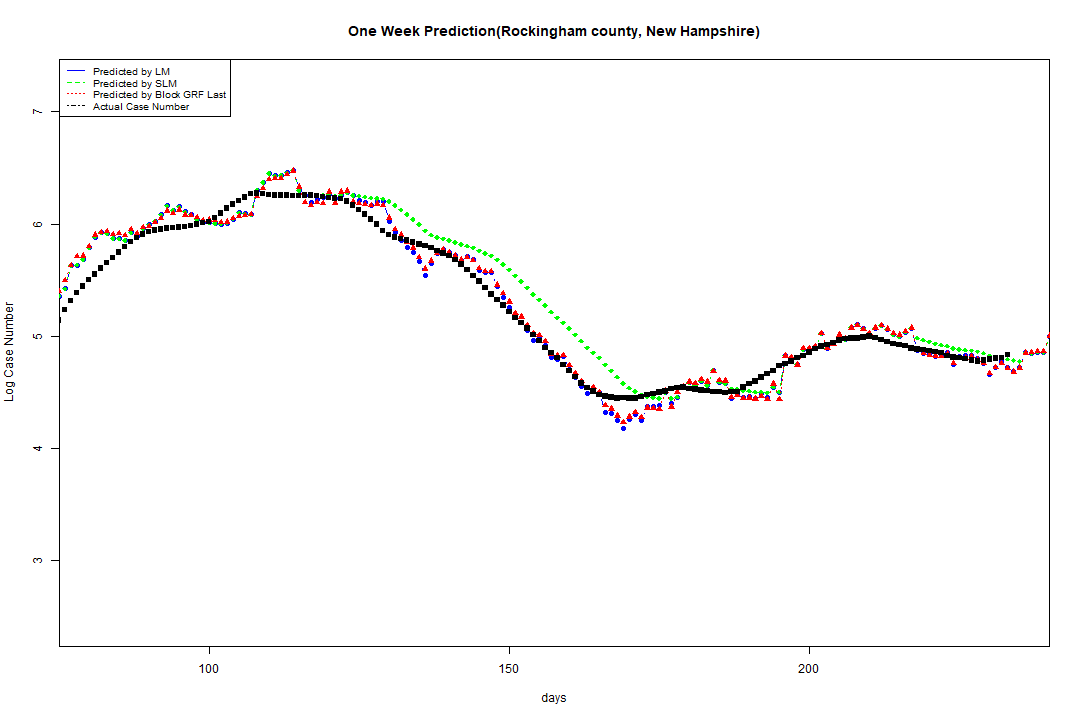 One Week Prediction(Rockingham county, New Hampshire)
Predicted by LM
Predicted by SLM
Predicted by Block GRF Last
Actual Case Number
7
6
5
4
3
Log Case Number
100
150
200
days